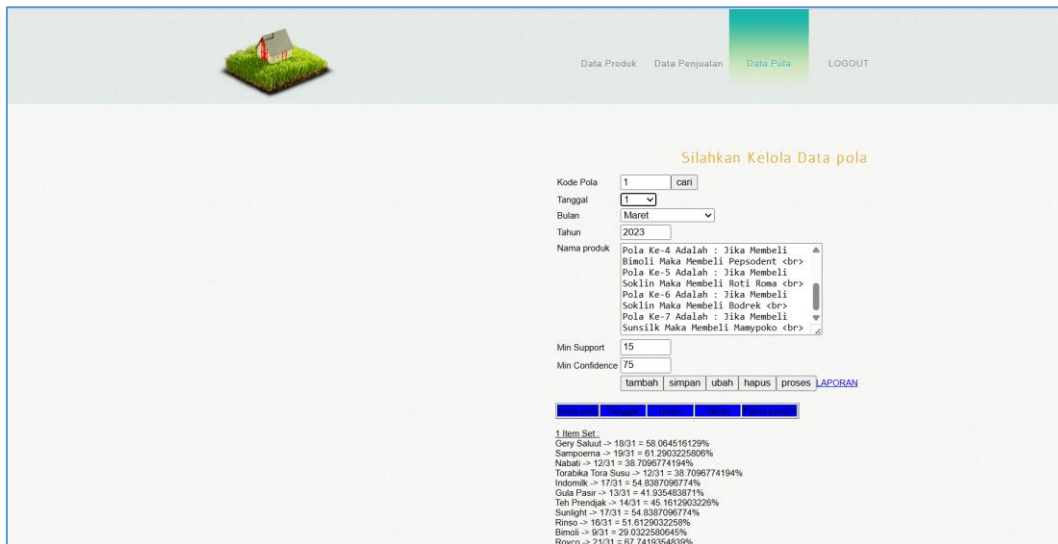 Data Produk Data Penjualan Data Pola LOGOUT
Silahkan Kelola Data pola
Kode Pola 1 cari
Tanggal 1
Bulan Maret
Tahun 2023
Nama produk Pola Ke-4 Adalah : Jika Membeli
Bimoli Maka Membeli Pepsodent <br>
Pola Ke-5 Adalah : Jika Membeli
Soklin Maka Membeli Roti Roma <br>
Pola Ke-6 Adalah : Jika Membeli
Soklin Maka Membeli Bodrek <br>
Pola Ke-7 Adalah : Jika Membeli
Sunsilk Maka Membeli Mamypoko <br>
Min Support 15
Min Confidence 75
tambah simpan ubah hapus proses LAPORAN
1 Item Set :
Gery Saluut -> 18/31 = 58.064516129%
Sampoerna -> 19/31 = 61.2903225806%
Nabati -> 12/31 = 38.7096774194%
Torabika Tora Susu -> 12/31 = 38.7096774194%
Indomilk -> 17/31 = 54.8387096774%
Gula Pasir -> 13/31 = 41.935483871%
Teh Prendjak -> 14/31 = 45.1612903226%
Sunlight -> 17/31 = 54.8387096774%
Rinso -> 16/31 = 51.6129032258%
Bimoli -> 9/31 = 29.0322580645%
Royco -> 21/31 = 67.7419354839%